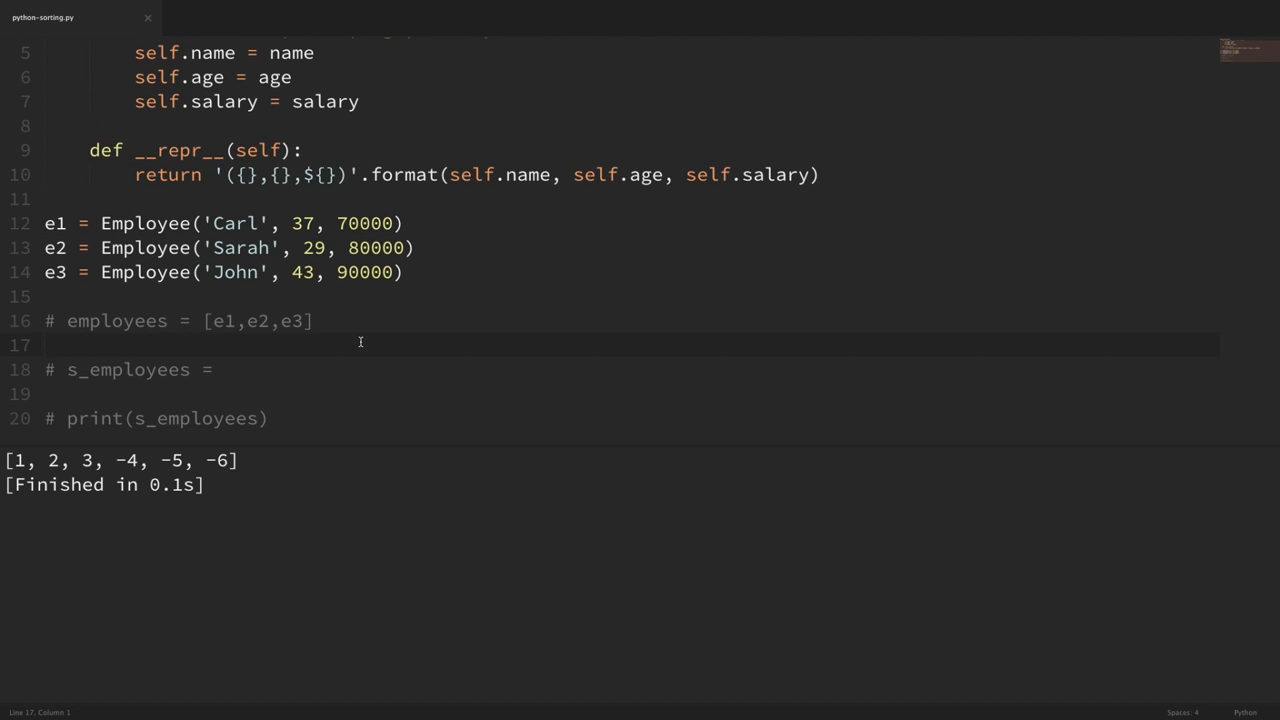 python-sorting.py ×
5 self.name = name
6 self.age = age
7 self.salary = salary
8
9 def __repr__(self):
10 return '({},{},${})'.format(self.name, self.age, self.salary)
11
12 e1 = Employee('Carl', 37, 70000)
13 e2 = Employee('Sarah', 29, 80000)
14 e3 = Employee('John', 43, 90000)
15
16 # employees = [e1,e2,e3]
17
18 # s_employees =
19
20 # print(s_employees)
[1, 2, 3, -4, -5, -6]
[Finished in 0.1s]
Line 17, Column 1 Spaces: 4 Python